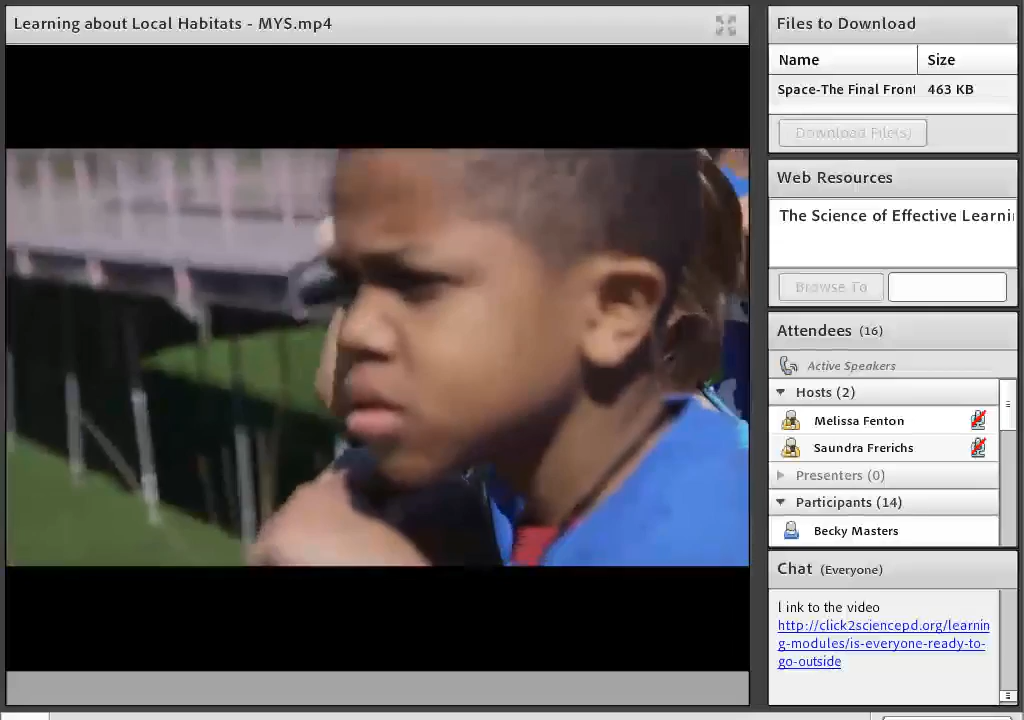 Learning about Local Habitats - MYS.mp4
Files to Download
Name Size
Space-The Final Front 463 KB
Download File(s)
Web Resources
The Science of Effective Learni
Browse To
Attendees (16)
Active Speakers
Hosts (2)
Melissa Fenton
Saundra Frerichs
Presenters (0)
Participants (14)
Becky Masters
Chat (Everyone)
l ink to the video
http://click2sciencepd.org/learnin
g-modules/is-everyone-ready-to-
go-outside